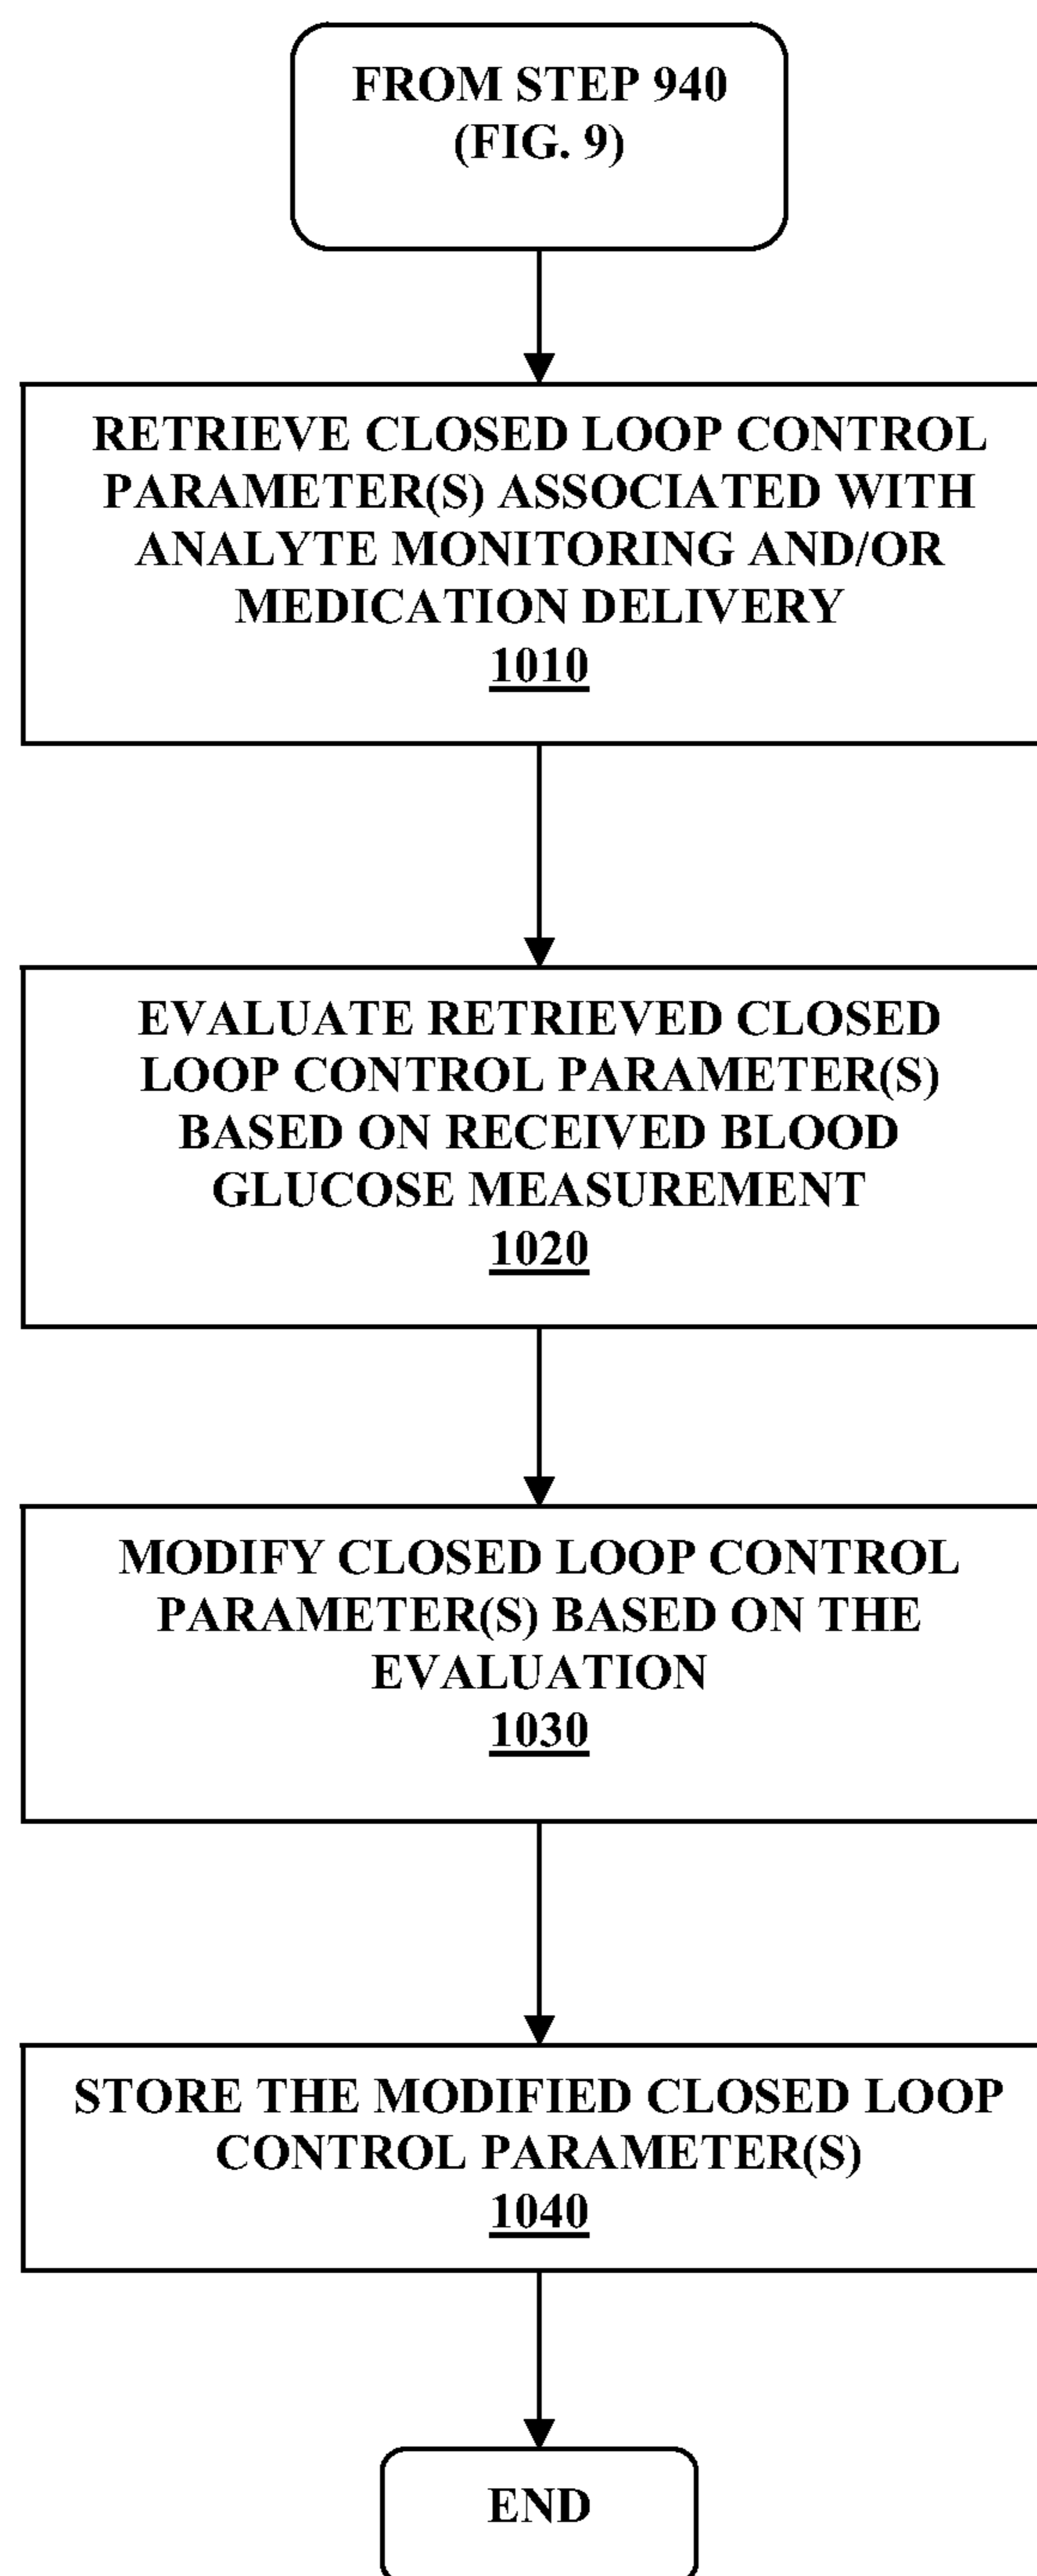 FROM STEP 940
(FIG. 9)
RETRIEVE CLOSED LOOP CONTROL
PARAMETER(S) ASSOCIATED WITH
ANALYTE MONITORING AND/OR
MEDICATION DELIVERY
1010
EVALUATE RETRIEVED CLOSED
LOOP CONTROL PARAMETER(S)
BASED ON RECEIVED BLOOD
GLUCOSE MEASUREMENT
1020
MODIFY CLOSED LOOP CONTROL
PARAMETER(S) BASED ON THE
EVALUATION
1030
STORE THE MODIFIED CLOSED LOOP
CONTROL PARAMETER(S)
1040
END